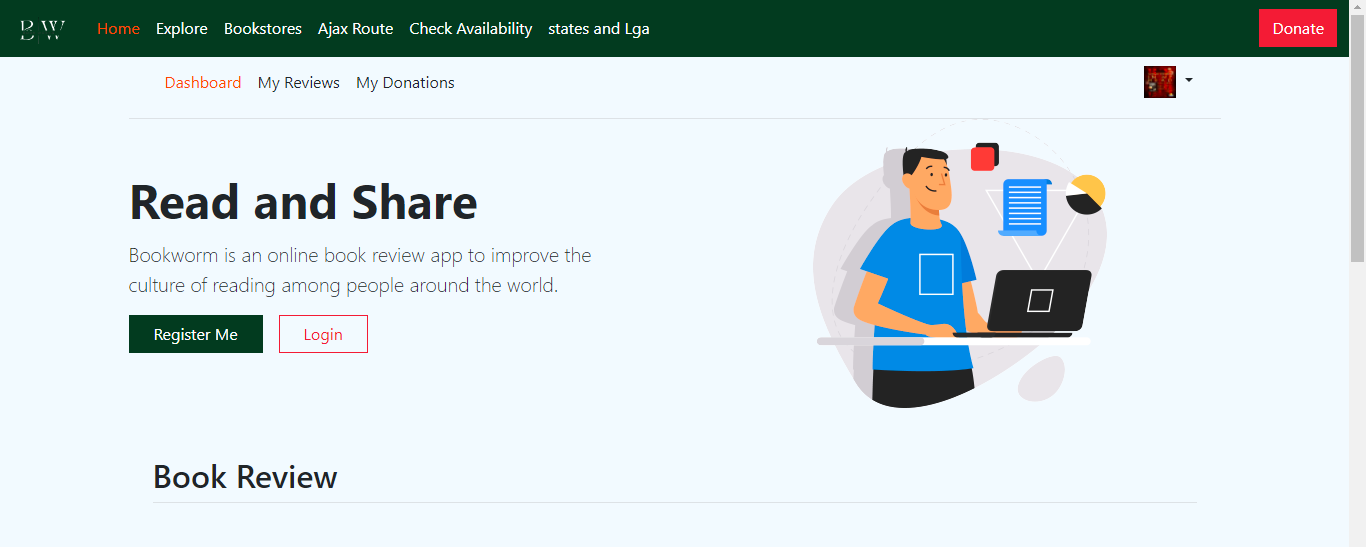 B W
Home Explore Bookstores Ajax Route Check Availability states and Lga Donate
Dashboard My Reviews My Donations
Read and Share
Bookworm is an online book review app to improve the
culture of reading among people around the world.
Register Me Login
Book Review